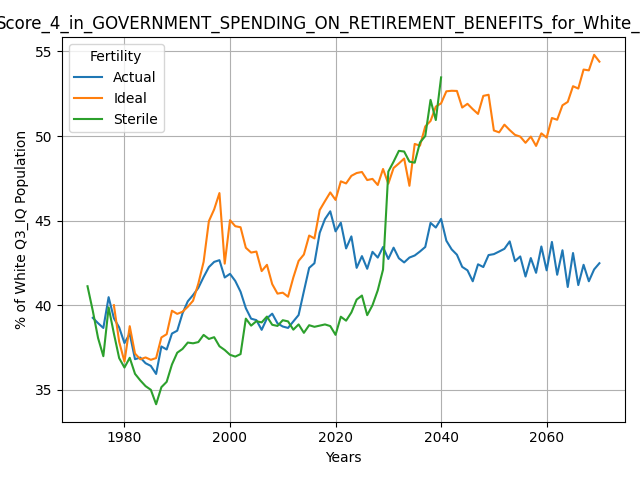 Score_4_in_GOVERNMENT_SPENDING_ON_RETIREMENT_BENEFITS_for_White_
Fertility
Actual
Ideal
Sterile
% of White Q3_IQ Population
55
50
45
40
35
1980
2000
2020
2040
2060
Years